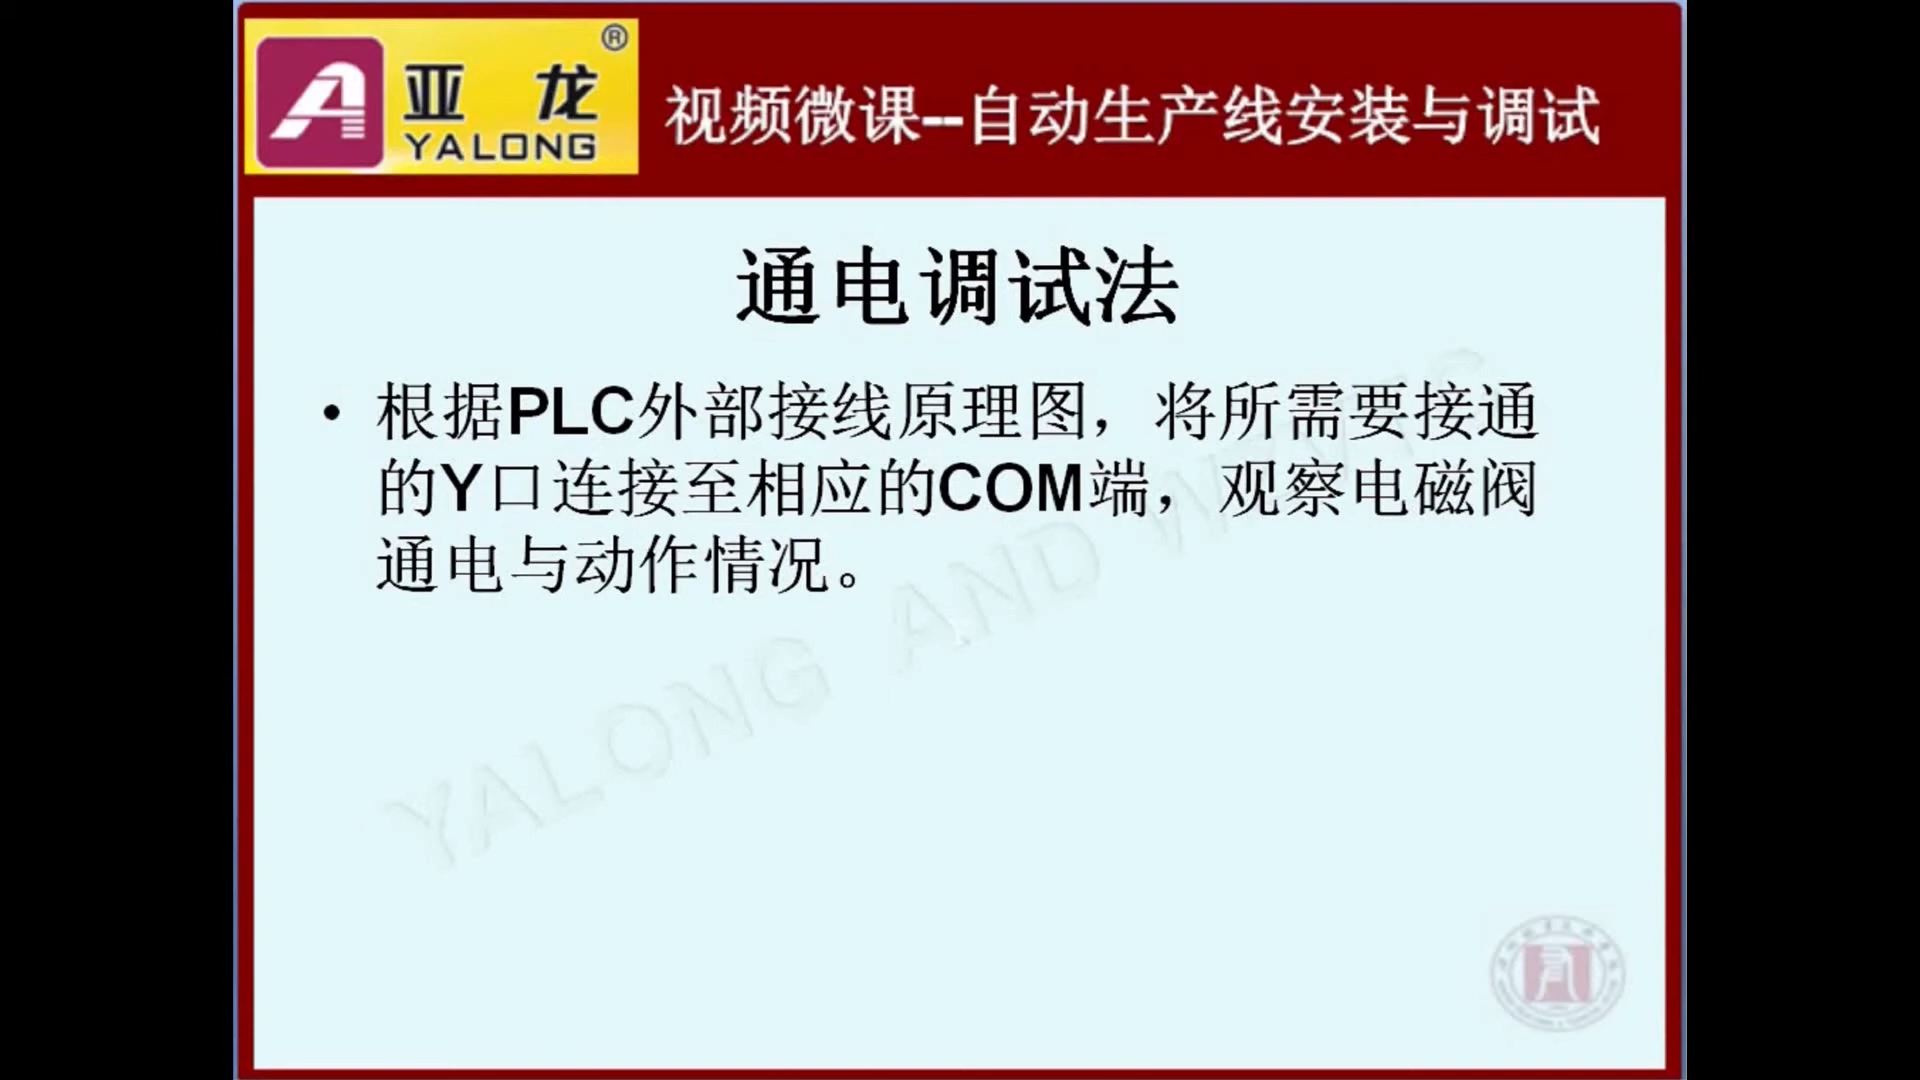 亚龙®
YALONG
视频微课--自动生产线安装与调试
通电调试法
• 根据PLC外部接线原理图，将所需要接通
的Y口连接至相应的COM端，观察电磁阀
通电与动作情况。
YALONG AND WZVTC